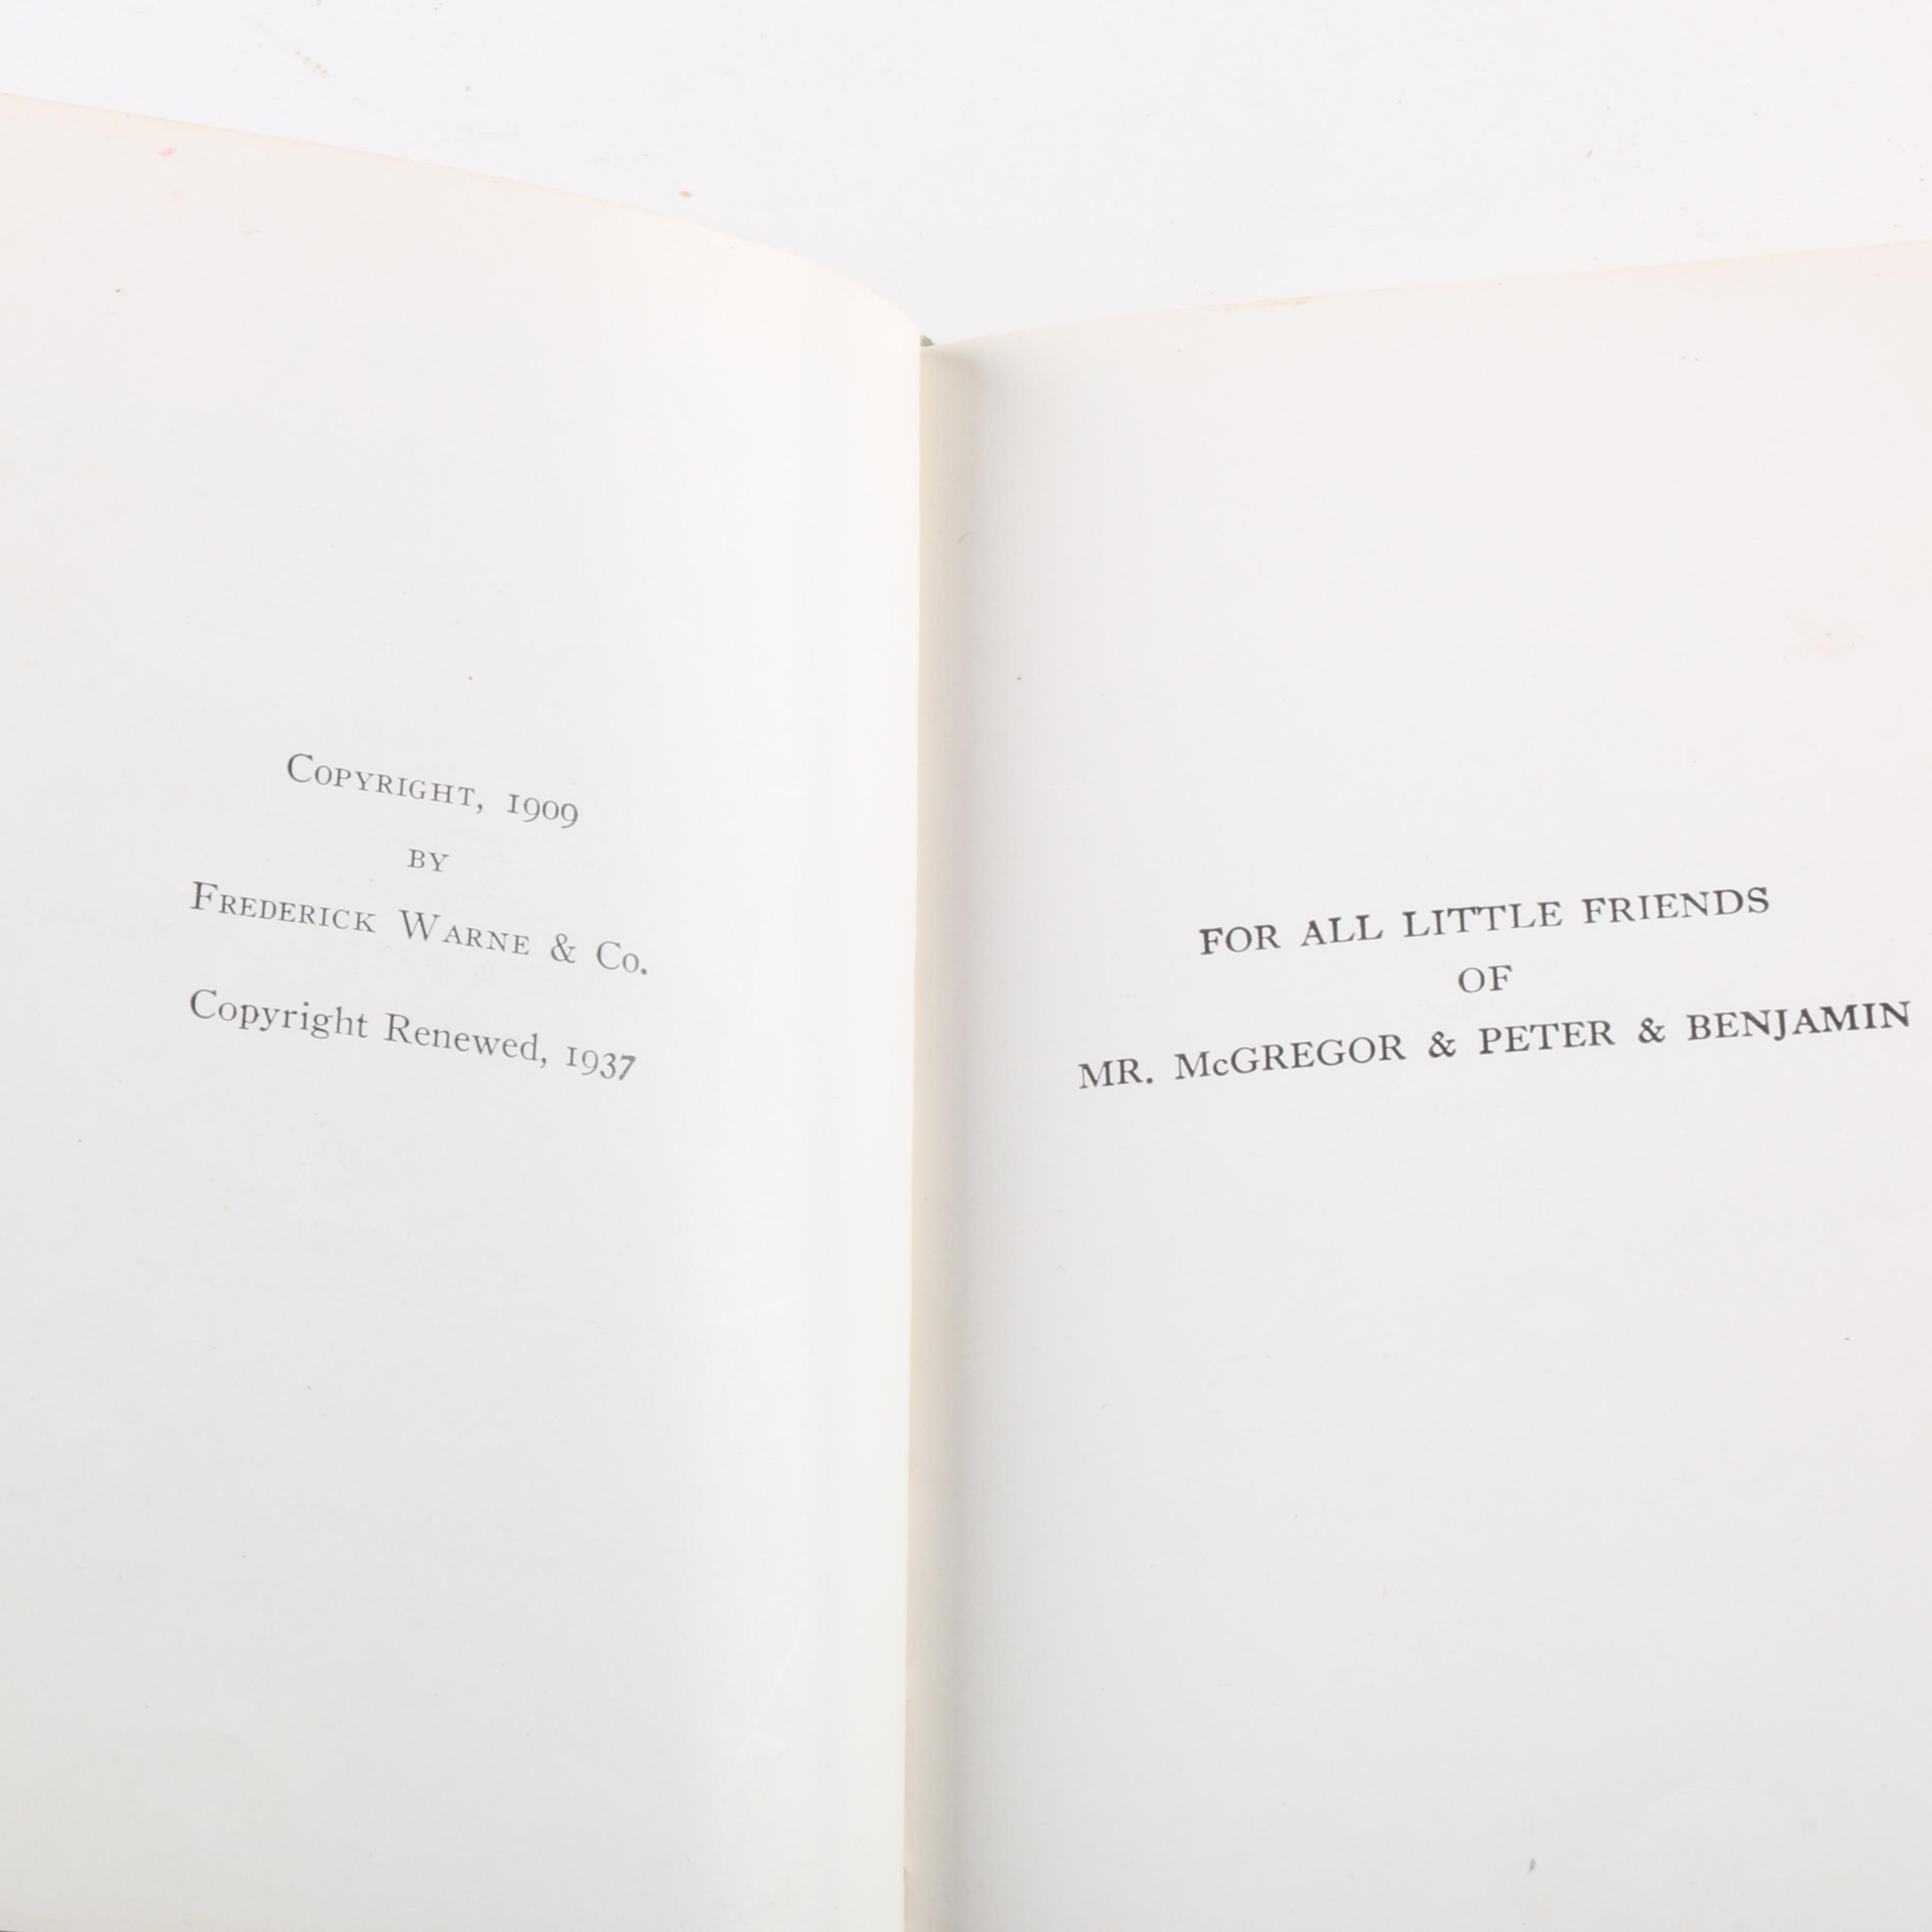 Copyright, 1909
by
Frederick Warne & Co.
Copyright Renewed, 1937
FOR ALL LITTLE FRIENDS
OF
MR. McGREGOR & PETER & BENJAMIN